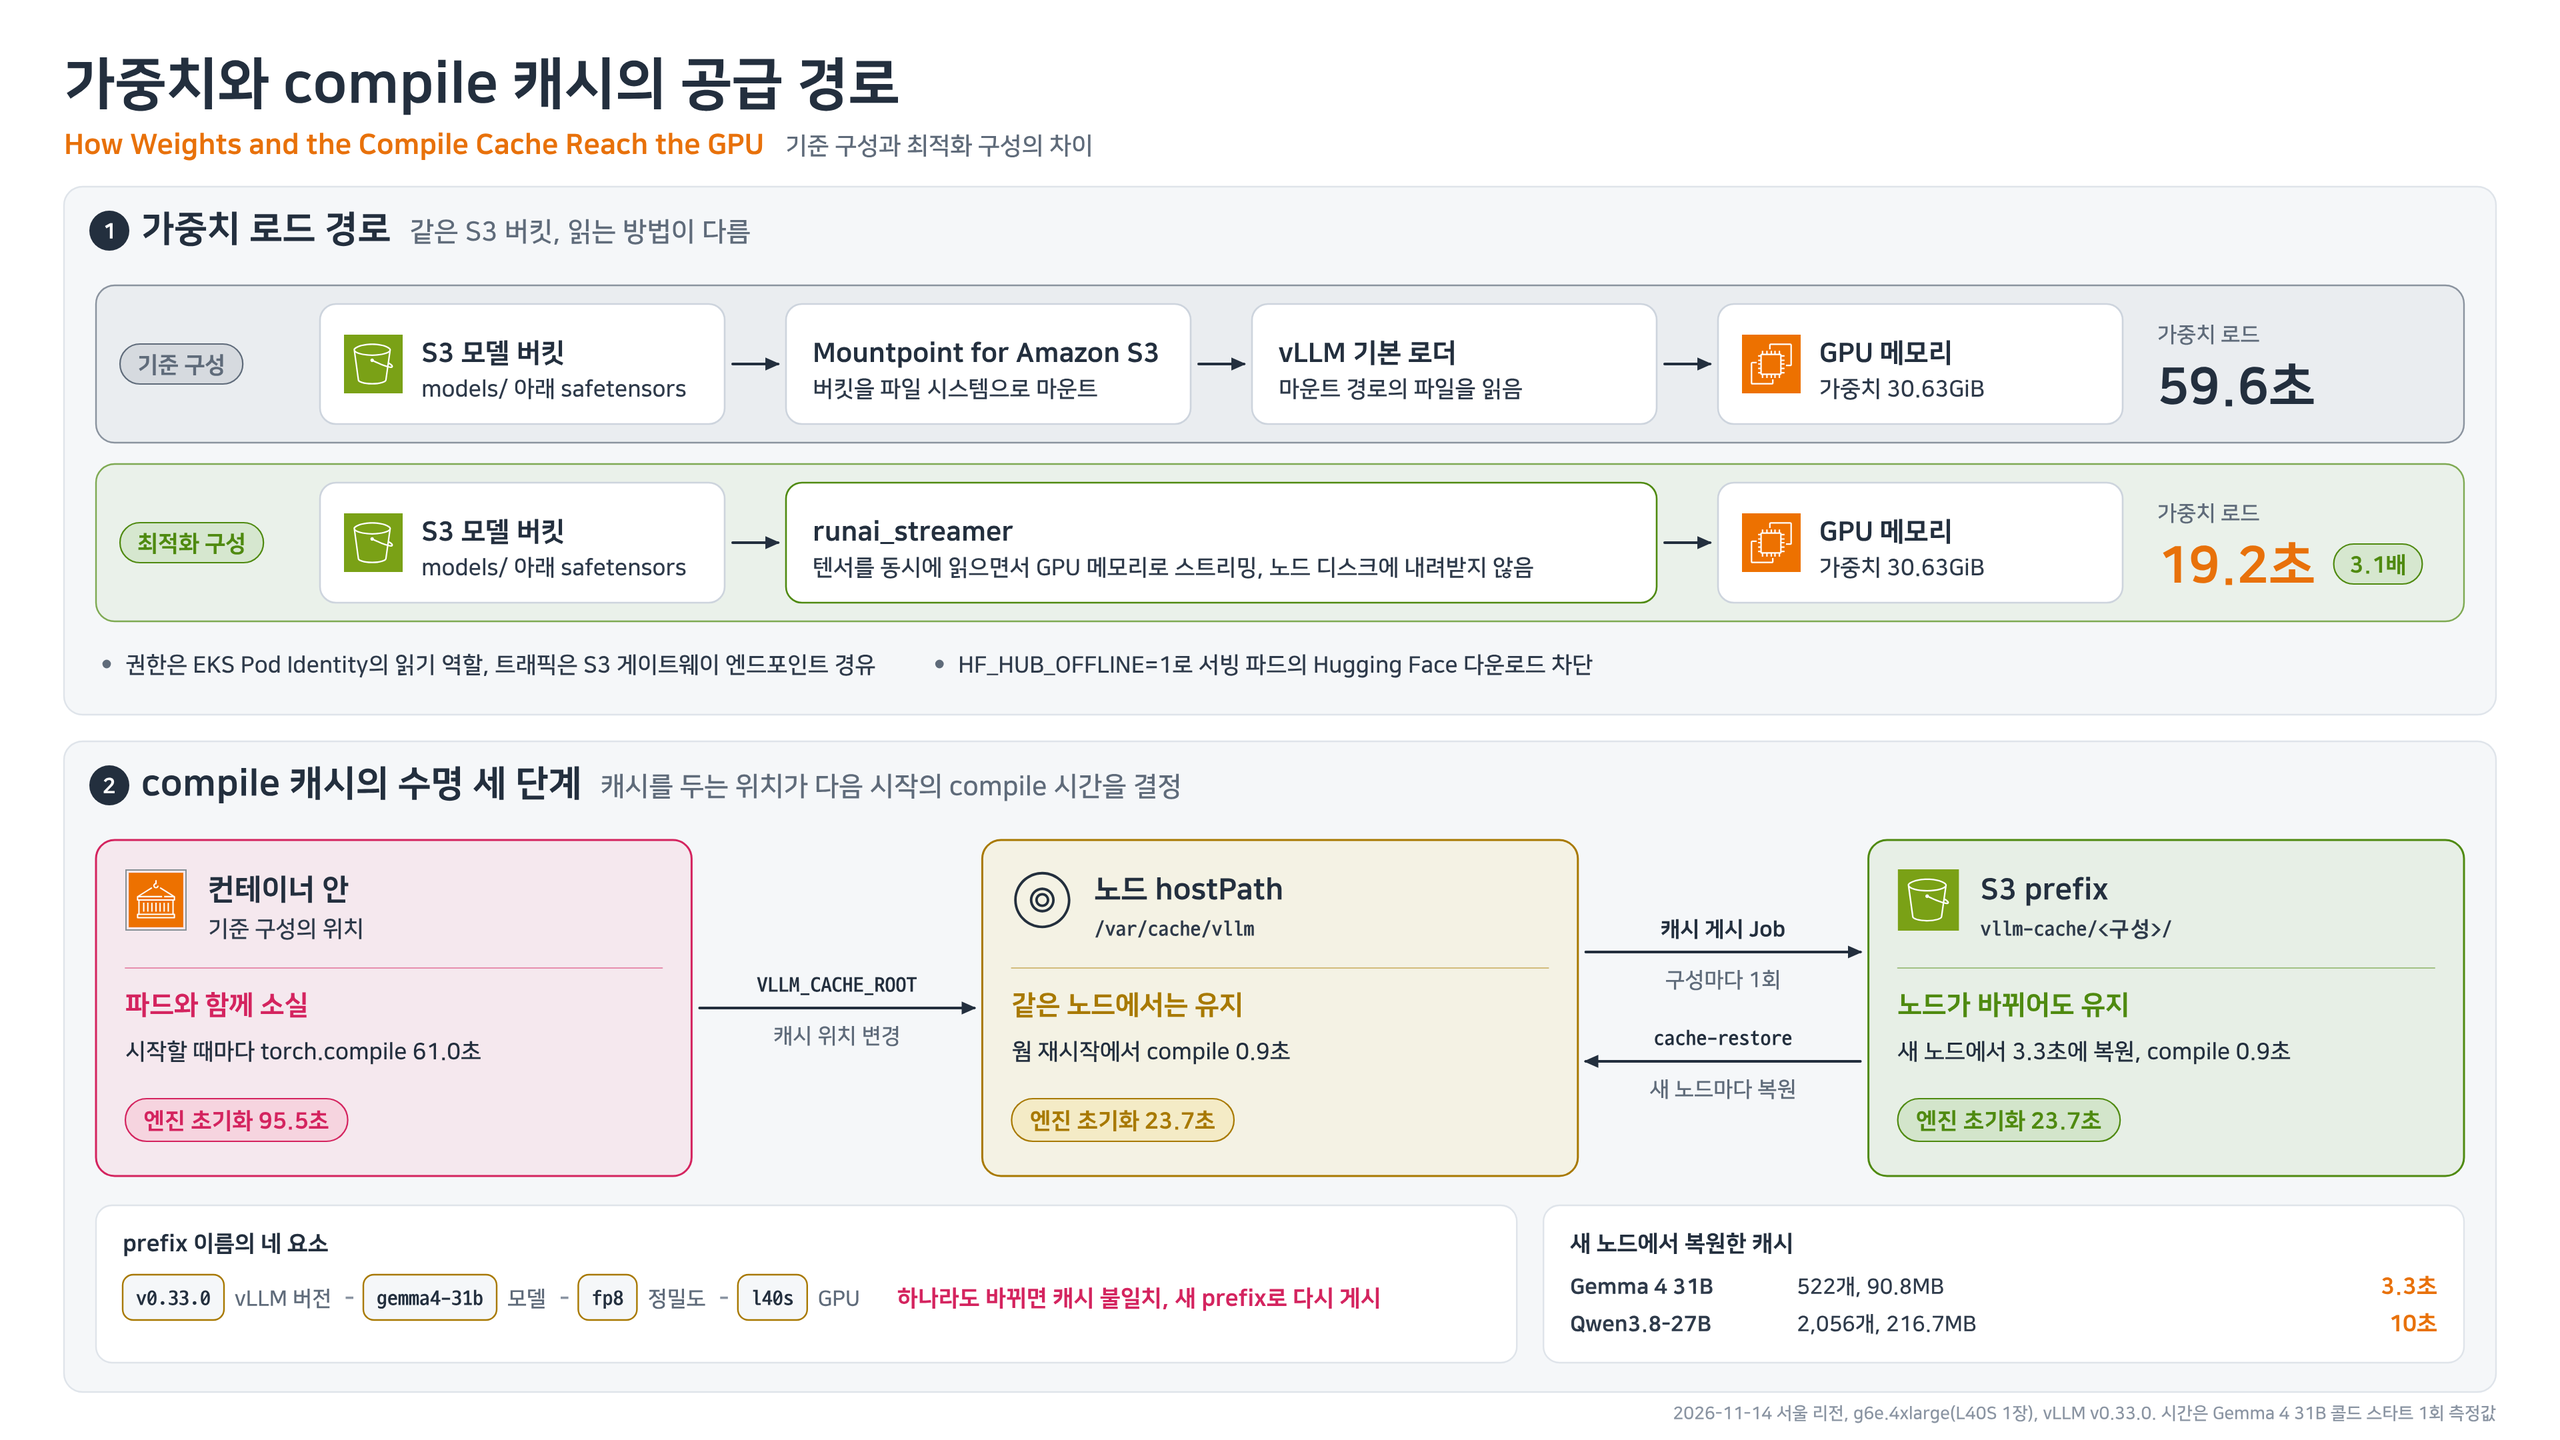 가중치와 compile 캐시의 공급 경로
How Weights and the Compile Cache Reach the GPU 기준 구성과 최적화 구성의 차이
1 가중치 로드 경로 같은 S3 버킷, 읽는 방법이 다름
기준 구성
S3 모델 버킷
models/ 아래 safetensors
Mountpoint for Amazon S3
버킷을 파일 시스템으로 마운트
vLLM 기본 로더
마운트 경로의 파일을 읽음
GPU 메모리
가중치 30.63GiB
가중치 로드
59.6초
최적화 구성
S3 모델 버킷
models/ 아래 safetensors
runai_streamer
텐서를 동시에 읽으면서 GPU 메모리로 스트리밍, 노드 디스크에 내려받지 않음
GPU 메모리
가중치 30.63GiB
가중치 로드
19.2초 3.1배
• 권한은 EKS Pod Identity의 읽기 역할, 트래픽은 S3 게이트웨이 엔드포인트 경유
• HF_HUB_OFFLINE=1로 서빙 파드의 Hugging Face 다운로드 차단
2 compile 캐시의 수명 세 단계 캐시를 두는 위치가 다음 시작의 compile 시간을 결정
컨테이너 안
기준 구성의 위치
파드와 함께 소실
시작할 때마다 torch.compile 61.0초
엔진 초기화 95.5초
VLLM_CACHE_ROOT
캐시 위치 변경
노드 hostPath
/var/cache/vllm
같은 노드에서는 유지
웜 재시작에서 compile 0.9초
엔진 초기화 23.7초
캐시 게시 Job
구성마다 1회
cache-restore
새 노드마다 복원
S3 prefix
vllm-cache/<구성>/
노드가 바뀌어도 유지
새 노드에서 3.3초에 복원, compile 0.9초
엔진 초기화 23.7초
prefix 이름의 네 요소
v0.33.0 vLLM 버전 - gemma4-31b 모델 - fp8 정밀도 - l40s GPU 하나라도 바뀌면 캐시 불일치, 새 prefix로 다시 게시
새 노드에서 복원한 캐시
Gemma 4 31B 522개, 90.8MB 3.3초
Qwen3.8-27B 2,056개, 216.7MB 10초
2026-11-14 서울 리전, g6e.4xlarge(L40S 1장), vLLM v0.33.0. 시간은 Gemma 4 31B 콜드 스타트 1회 측정값